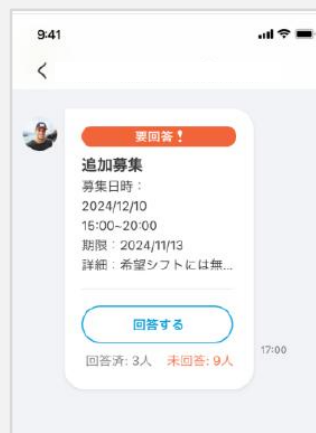 9:41
要回答！
追加募集
募集日時：
2024/12/10
15:00~20:00
期限：2024/11/13
詳細：希望シフトには無...
回答する
回答済: 3人 未回答: 9人
17:00